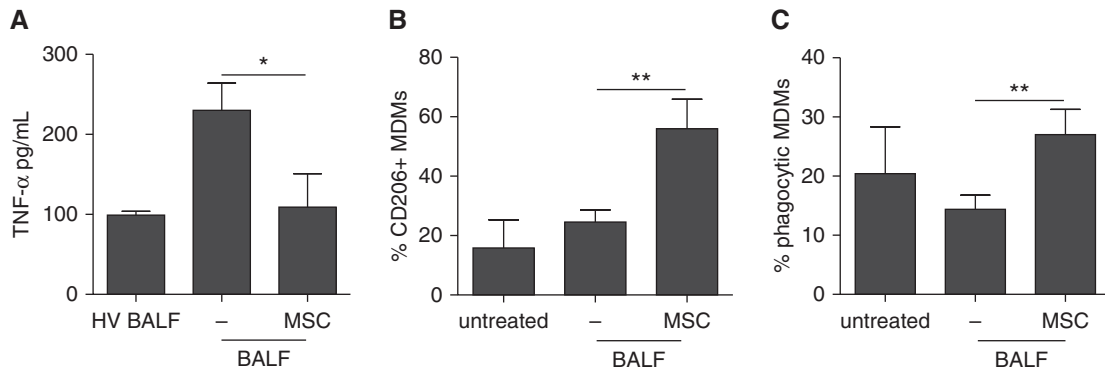 A
TNF-α pg/mL
300
200
100
0
*
HV BALF – MSC
BALF
B
% CD206+ MDMs
80
60
40
20
0
**
untreated – MSC
BALF
C
% phagocytic MDMs
40
30
20
10
0
**
untreated – MSC
BALF